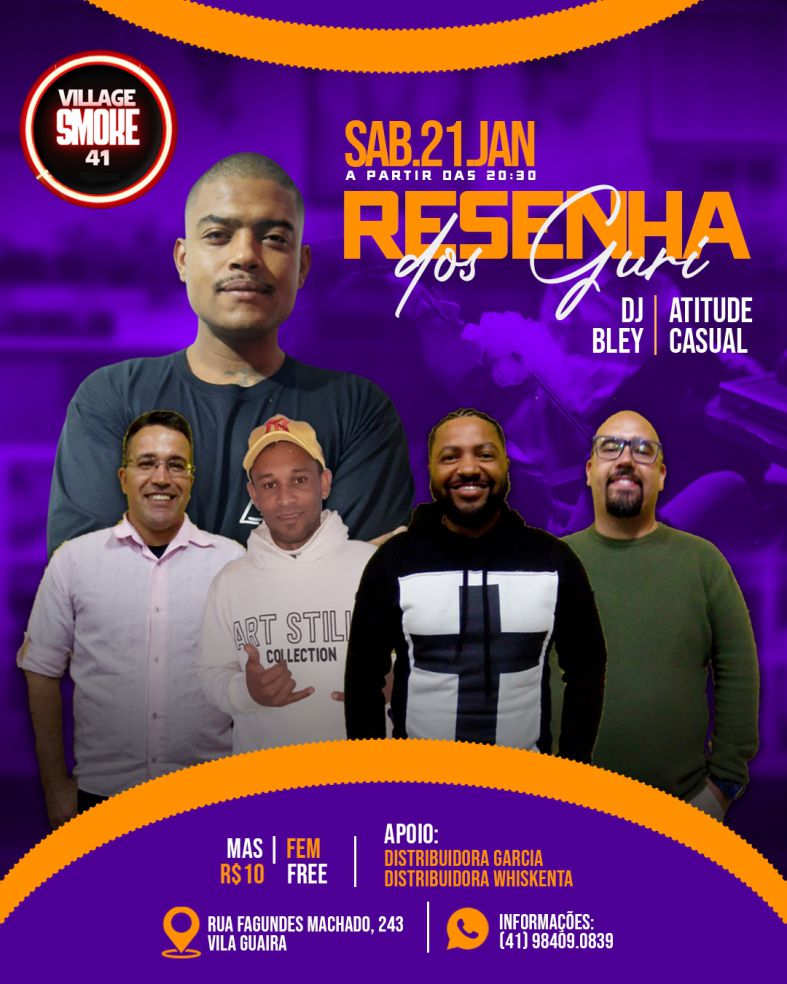 VILLAGE
SMOKE
41
SAB.21.JAN
A PARTIR DAS 20:30
RESENHA
dos Guri
DJ
BLEY
ATITUDE
CASUAL
ART STILL
COLLECTION
MAS
R$10
FEM
FREE
APOIO:
DISTRIBUIDORA GARCIA
DISTRIBUIDORA WHISKENTA
RUA FAGUNDES MACHADO, 243
VILA GUAIRA
INFORMAÇÕES:
(41) 98409.0839